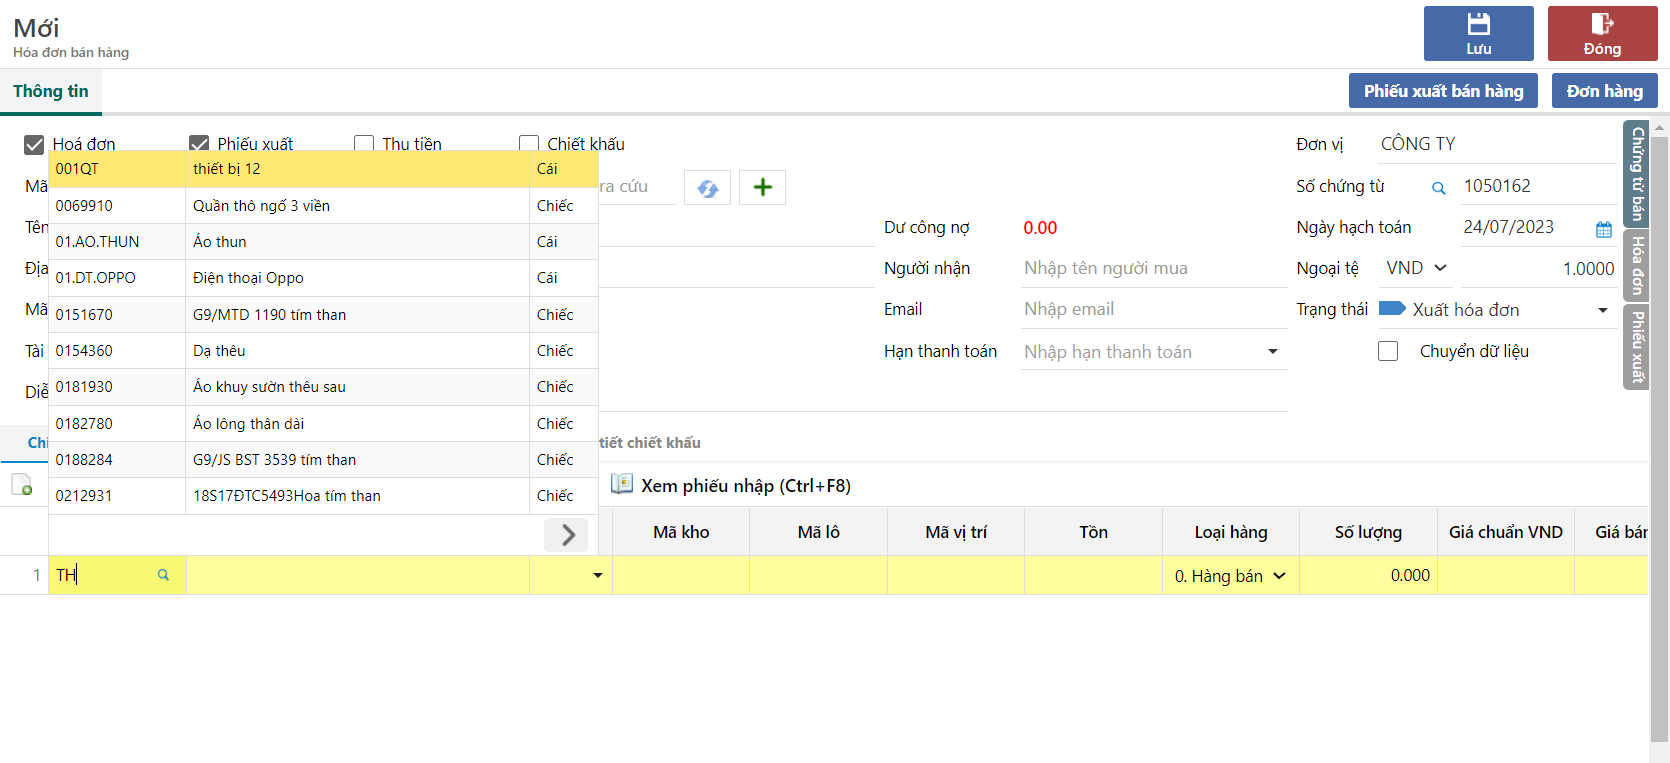 Mới
Hóa đơn bán hàng
Lưu
Đóng
Thông tin
Phiếu xuất bán hàng
Đơn hàng
Hoá đơn
Phiếu xuất
Thu tiền
Chiết khấu
Đơn vị
CÔNG TY
001QT thiết bị 12 Cái
Mã
ra cứu
Số chứng từ
1050162
0069910 Quần thô ngố 3 viền Chiếc
Tên
Dư công nợ
0.00
Ngày hạch toán
24/07/2023
01.AO.THUN Áo thun Cái
Địa
Người nhận
Nhập tên người mua
Ngoại tệ
VND
1.0000
01.DT.OPPO Điện thoại Oppo Cái
Mã
Email
Nhập email
Trạng thái
Xuất hóa đơn
0151670 G9/MTD 1190 tím than Chiếc
Tài
Hạn thanh toán
Nhập hạn thanh toán
Chuyển dữ liệu
0154360 Dạ thêu Chiếc
Diễ
0181930 Áo khuy sườn thêu sau Chiếc
0182780 Áo lông thân dài Chiếc
Chi
tiết chiết khấu
0188284 G9/JS BST 3539 tím than Chiếc
0212931 18S17ĐTC5493Hoa tím than Chiếc
Chứng từ bán
Hóa đơn
Phiếu xuất
Xem phiếu nhập (Ctrl+F8)
Mã kho Mã lô Mã vị trí Tồn Loại hàng Số lượng Giá chuẩn VND Giá bán
1 TH 0. Hàng bán 0.000